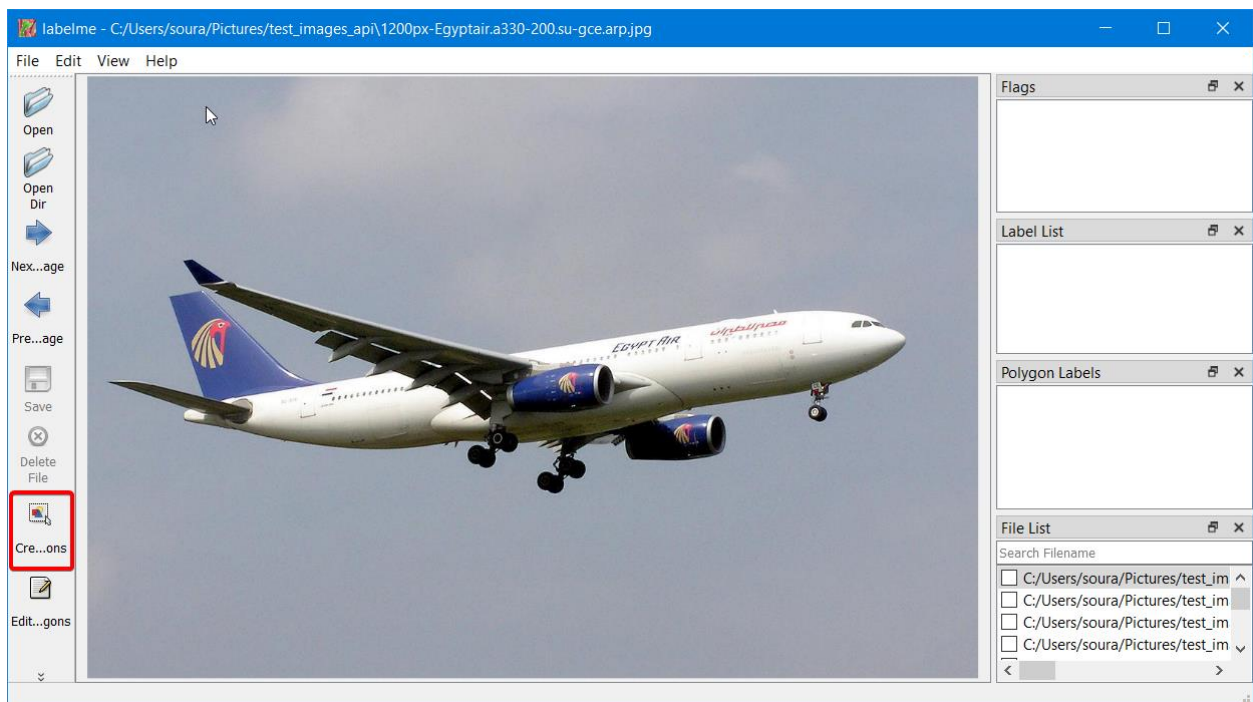 labelme - C:/Users/soura/Pictures/test_images_api\1200px-Egyptair.a330-200.su-gce.arp.jpg
File Edit View Help
Open
Open
Dir
Nex...age
Pre...age
Save
Delete
File
Cre...ons
Edit...gons
EGYPT AIR
مصر للطيران
Flags
Label List
Polygon Labels
File List
Search Filename
C:/Users/soura/Pictures/test_im
C:/Users/soura/Pictures/test_im
C:/Users/soura/Pictures/test_im
C:/Users/soura/Pictures/test_im